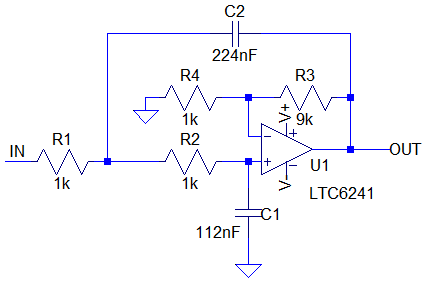 C2
224nF
R4
R3
1k
9k
V+
IN
R1
R2
1k
1k
U1
OUT
V-
LTC6241
C1
112nF